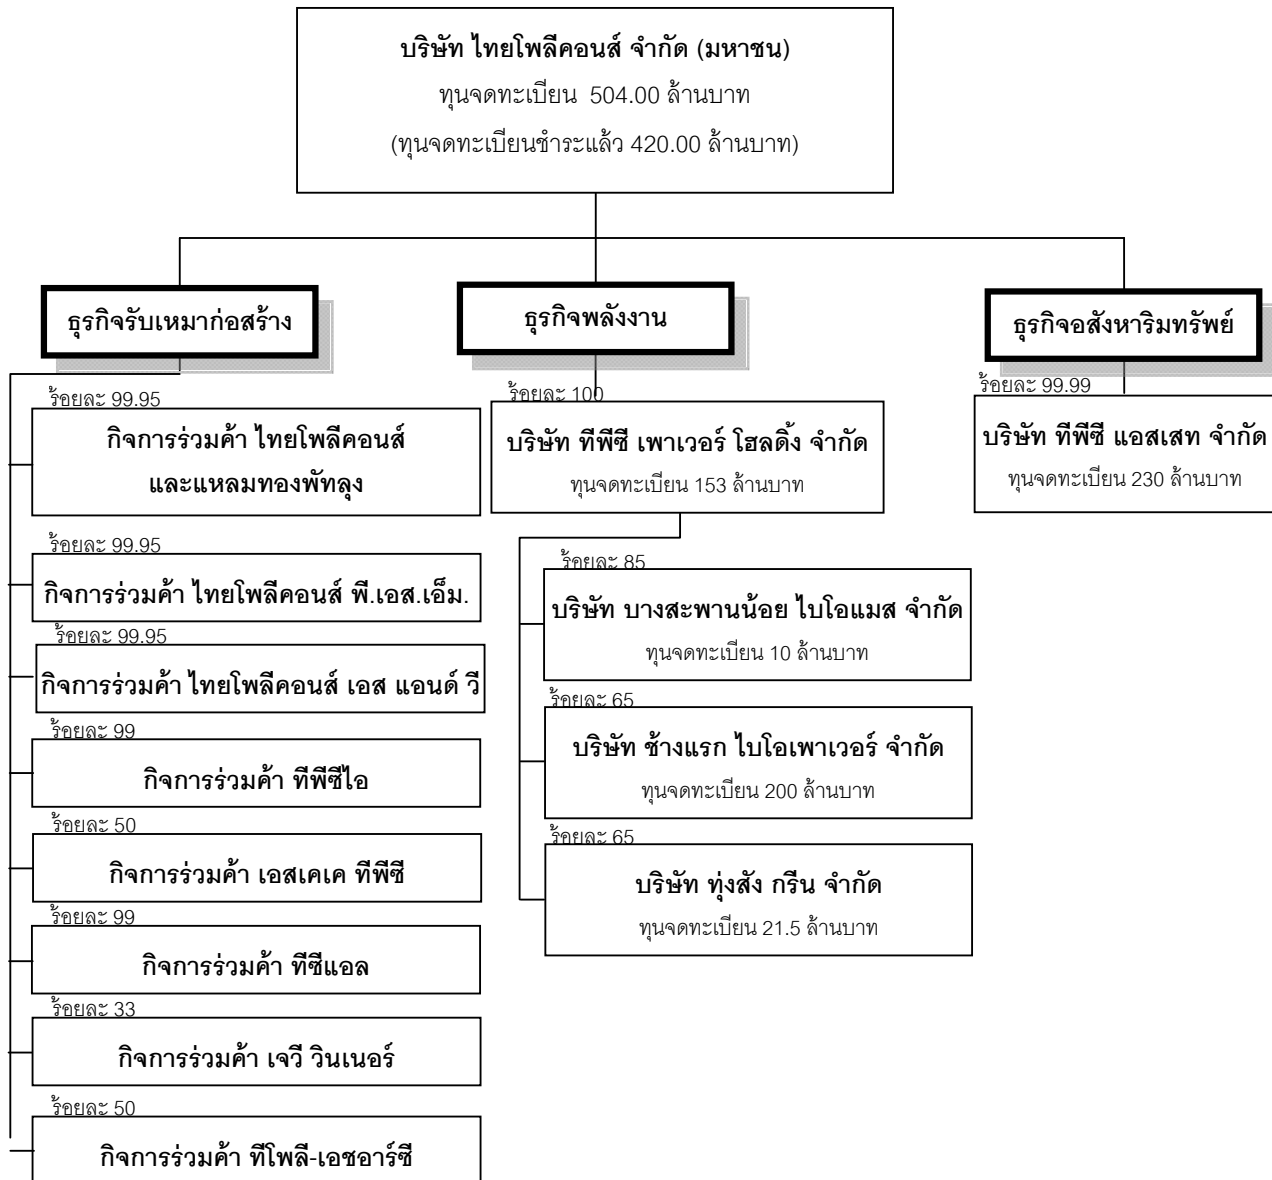 บริษัท ไทยโพลีคอนส์ จำกัด (มหาชน)
ทุนจดทะเบียน 504.00 ล้านบาท
(ทุนจดทะเบียนชำระแล้ว 420.00 ล้านบาท)
ธุรกิจรับเหมาก่อสร้าง
ร้อยละ 99.95
กิจการร่วมค้า ไทยโพลีคอนส์
และแหลมทองพัทลุง
ร้อยละ 99.95
กิจการร่วมค้า ไทยโพลีคอนส์ พี.เอส.เอ็ม.
ร้อยละ 99.95
กิจการร่วมค้า ไทยโพลีคอนส์ เอส แอนด์ วี
ร้อยละ 99
กิจการร่วมค้า ทีพีซีไอ
ร้อยละ 50
กิจการร่วมค้า เอสเคเค ทีพีซี
ร้อยละ 99
กิจการร่วมค้า ทีซีแอล
ร้อยละ 33
กิจการร่วมค้า เจวี วินเนอร์
ร้อยละ 50
กิจการร่วมค้า ทีโพลี-เอชอาร์ซี
ธุรกิจพลังงาน
ร้อยละ 100
บริษัท ทีพีซี เพาเวอร์ โฮลดิ้ง จำกัด
ทุนจดทะเบียน 153 ล้านบาท
ร้อยละ 85
บริษัท บางสะพานน้อย ไบโอแมส จำกัด
ทุนจดทะเบียน 10 ล้านบาท
ร้อยละ 65
บริษัท ช้างแรก ไบโอเพาเวอร์ จำกัด
ทุนจดทะเบียน 200 ล้านบาท
ร้อยละ 65
บริษัท ทุ่งสัง กรีน จำกัด
ทุนจดทะเบียน 21.5 ล้านบาท
ธุรกิจอสังหาริมทรัพย์
ร้อยละ 99.99
บริษัท ทีพีซี แอสเสท จำกัด
ทุนจดทะเบียน 230 ล้านบาท